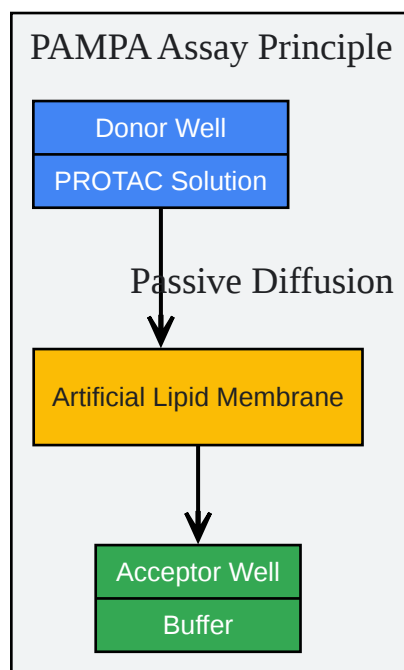 PAMPA Assay Principle
Donor Well
PROTAC Solution
Passive Diffusion
Artificial Lipid Membrane
Acceptor Well
Buffer